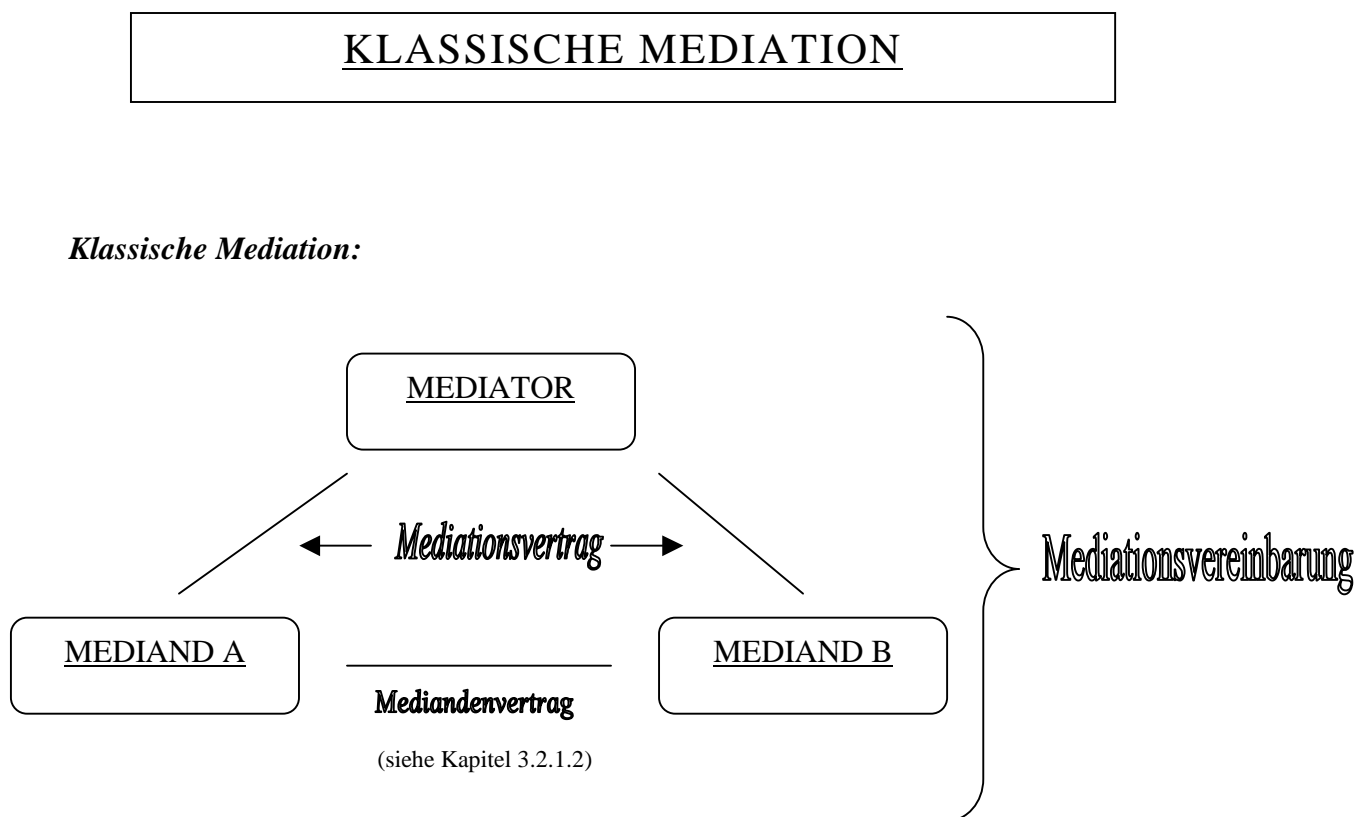 KLASSISCHE MEDIATION
Klassische Mediation:
MEDIATOR
Mediationsvertrag
Mediationsvereinbarung
MEDIAND A
MEDIAND B
Mediandenvertrag
(siehe Kapitel 3.2.1.2)